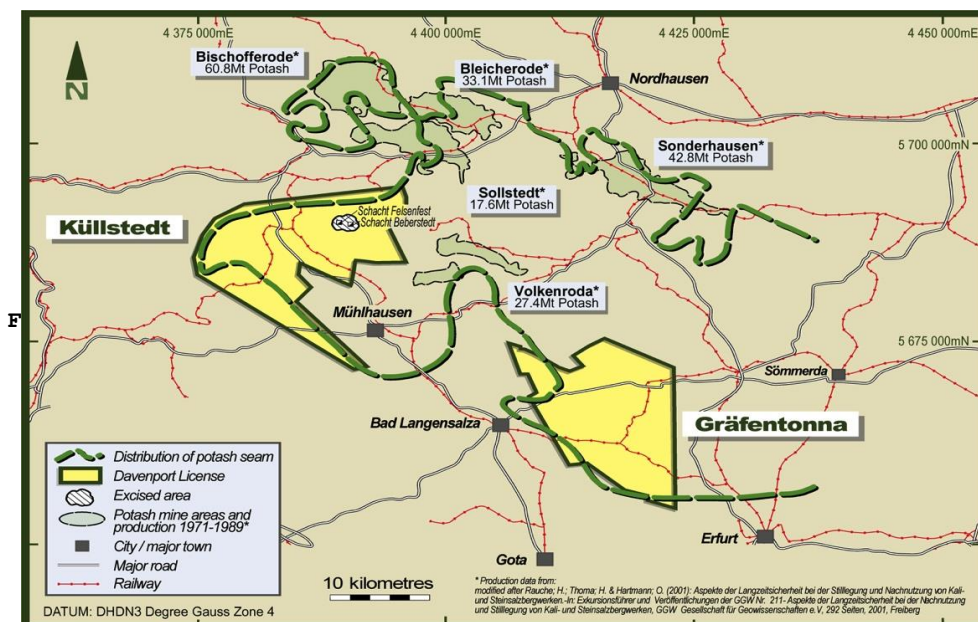 4 375 000mE
4 400 000mE
4 425 000mE
4 450 000mE
N
Bischofferode*
60.8Mt Potash
Bleicherode*
33.1Mt Potash
Nordhausen
5 700 000mN
Sonderhausen*
42.8Mt Potash
Sollstedt*
17.6Mt Potash
Schacht Felsenfest
Schacht Beberstedt
Küllstedt
Volkenroda*
27.4Mt Potash
Mühlhausen
F
5 675 000mN
Sömmerda
Bad Langensalza
Gräfentonna
Distribution of potash seam
Davenport License
Excised area
Potash mine areas and
production 1971-1989*
City / major town
Major road
Railway
Erfurt
Gota
10 kilometres
* Production data from:
modified after Rauche; H.; Thoma; H. & Hartmann; O. (2001): Aspekte der Langzeitsicherheit bei der Stilllegung und Nachnutzung von Kali-
und Steinsalzbergwerken.-In: Exkursionsführer und Veröffentlichungen der GGW Nr. 211- Aspekte der Langzeitsicherheit bei der Nachnutzung
und Stilllegung von Kali- und Steinsalzbergwerken, GGW Gesellschaft für Geowissenschaften e.V, 292 Seiten, 2001, Freiberg
DATUM: DHDN3 Degree Gauss Zone 4